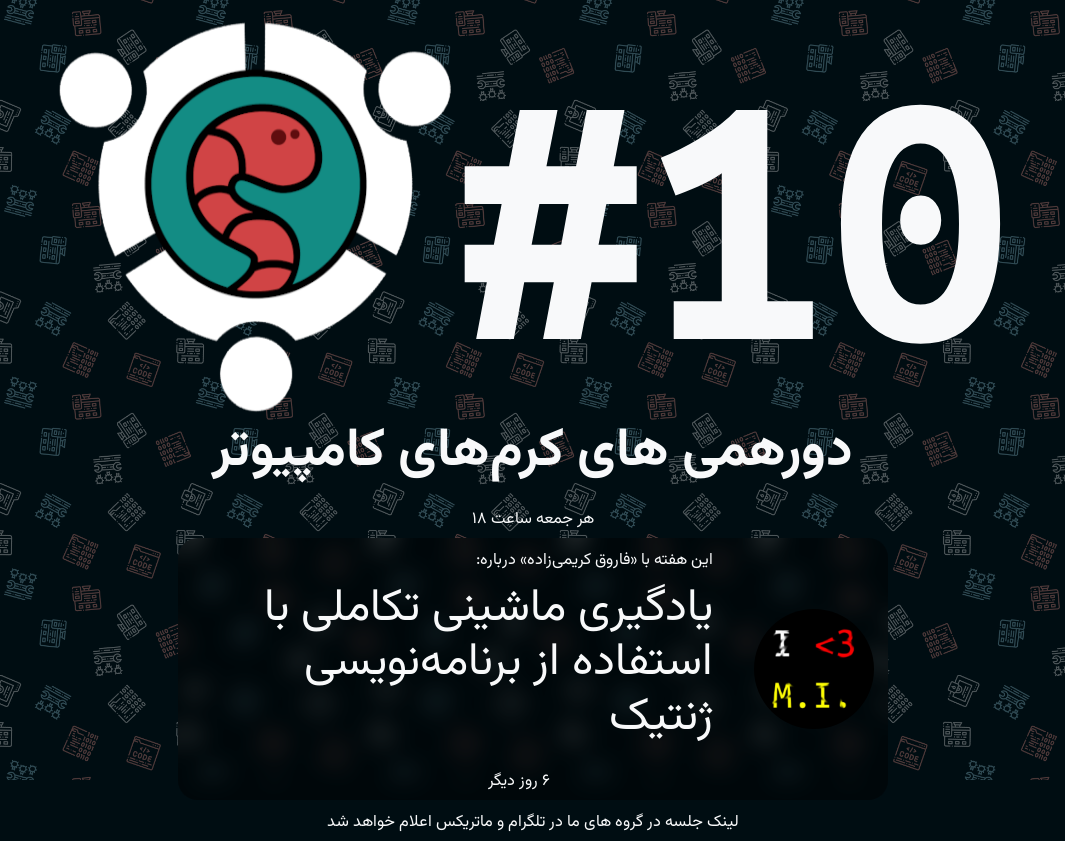 #10
دورهمی های کرم‌های کامپیوتر
هر جمعه ساعت ۱۸
این هفته با «فاروق کریمی‌زاده» درباره:
یادگیری ماشینی تکاملی با
استفاده از برنامه‌نویسی
ژنتیک
I <3
M.I.
۶ روز دیگر
لینک جلسه در گروه های ما در تلگرام و ماتریکس اعلام خواهد شد